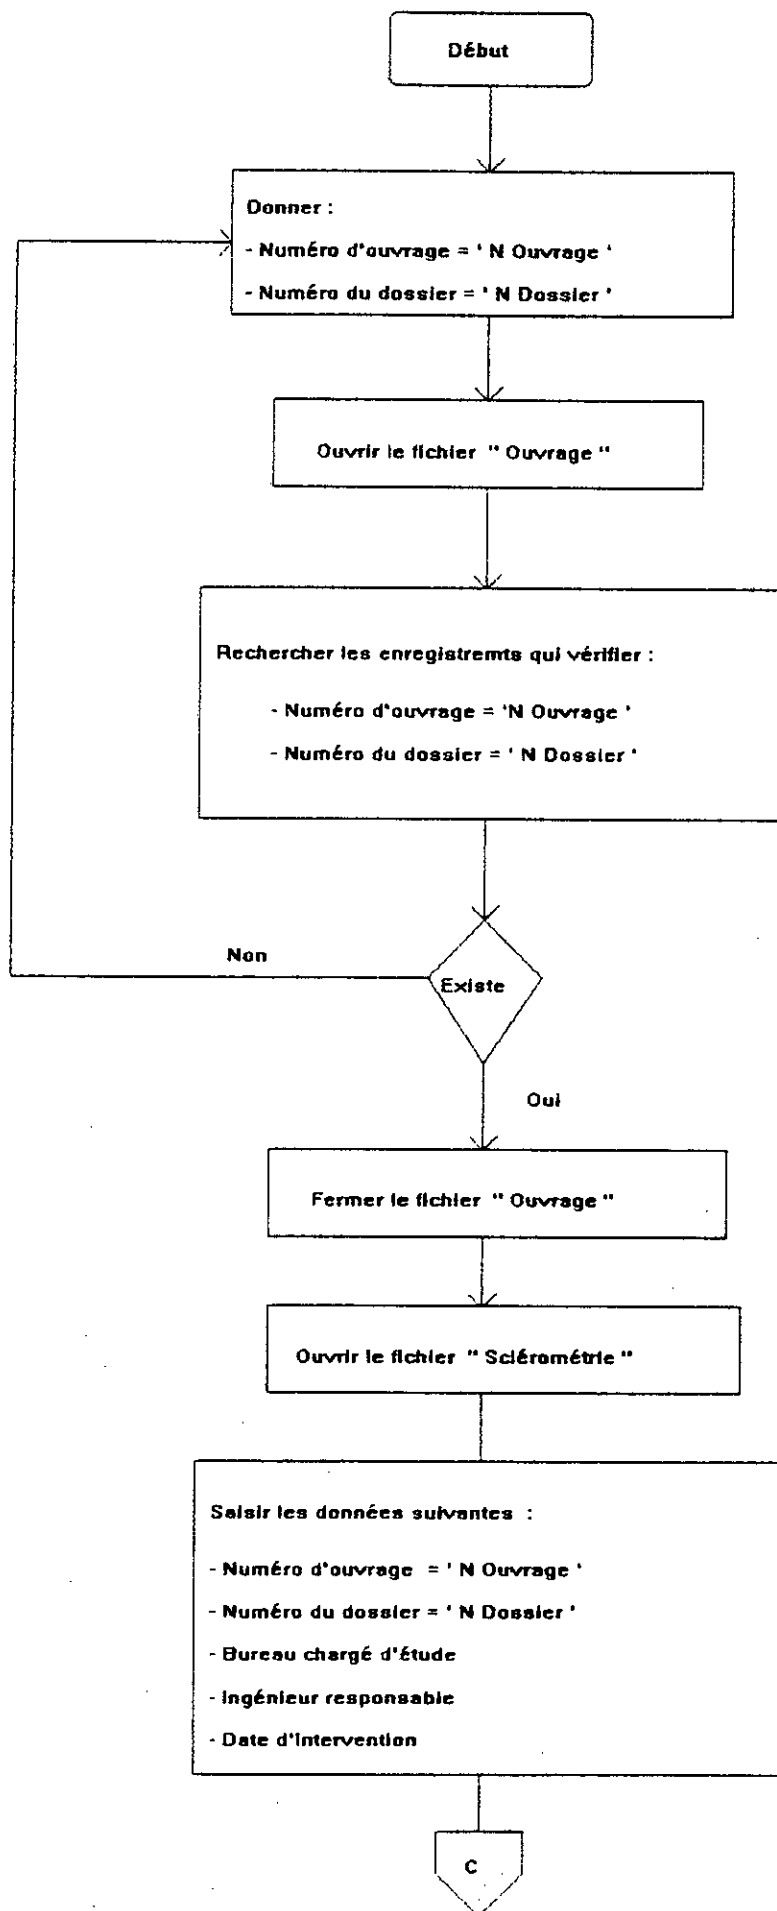 Début
Donner :
- Numéro d'ouvrage = ' N Ouvrage '
- Numéro du dossier = ' N Dossier '
Ouvrir le fichier " Ouvrage "
Rechercher les enregistremts qui vérifier :
- Numéro d'ouvrage = 'N Ouvrage '
- Numéro du dossier = ' N Dossier '
Non
Existe
Oui
Fermer le fichier " Ouvrage "
Ouvrir le fichier " Sclérométrie "
Saisir les données suivantes :
- Numéro d'ouvrage = ' N Ouvrage '
- Numéro du dossier = ' N Dossier '
- Bureau chargé d'étude
- Ingénieur responsable
- Date d'intervention
C